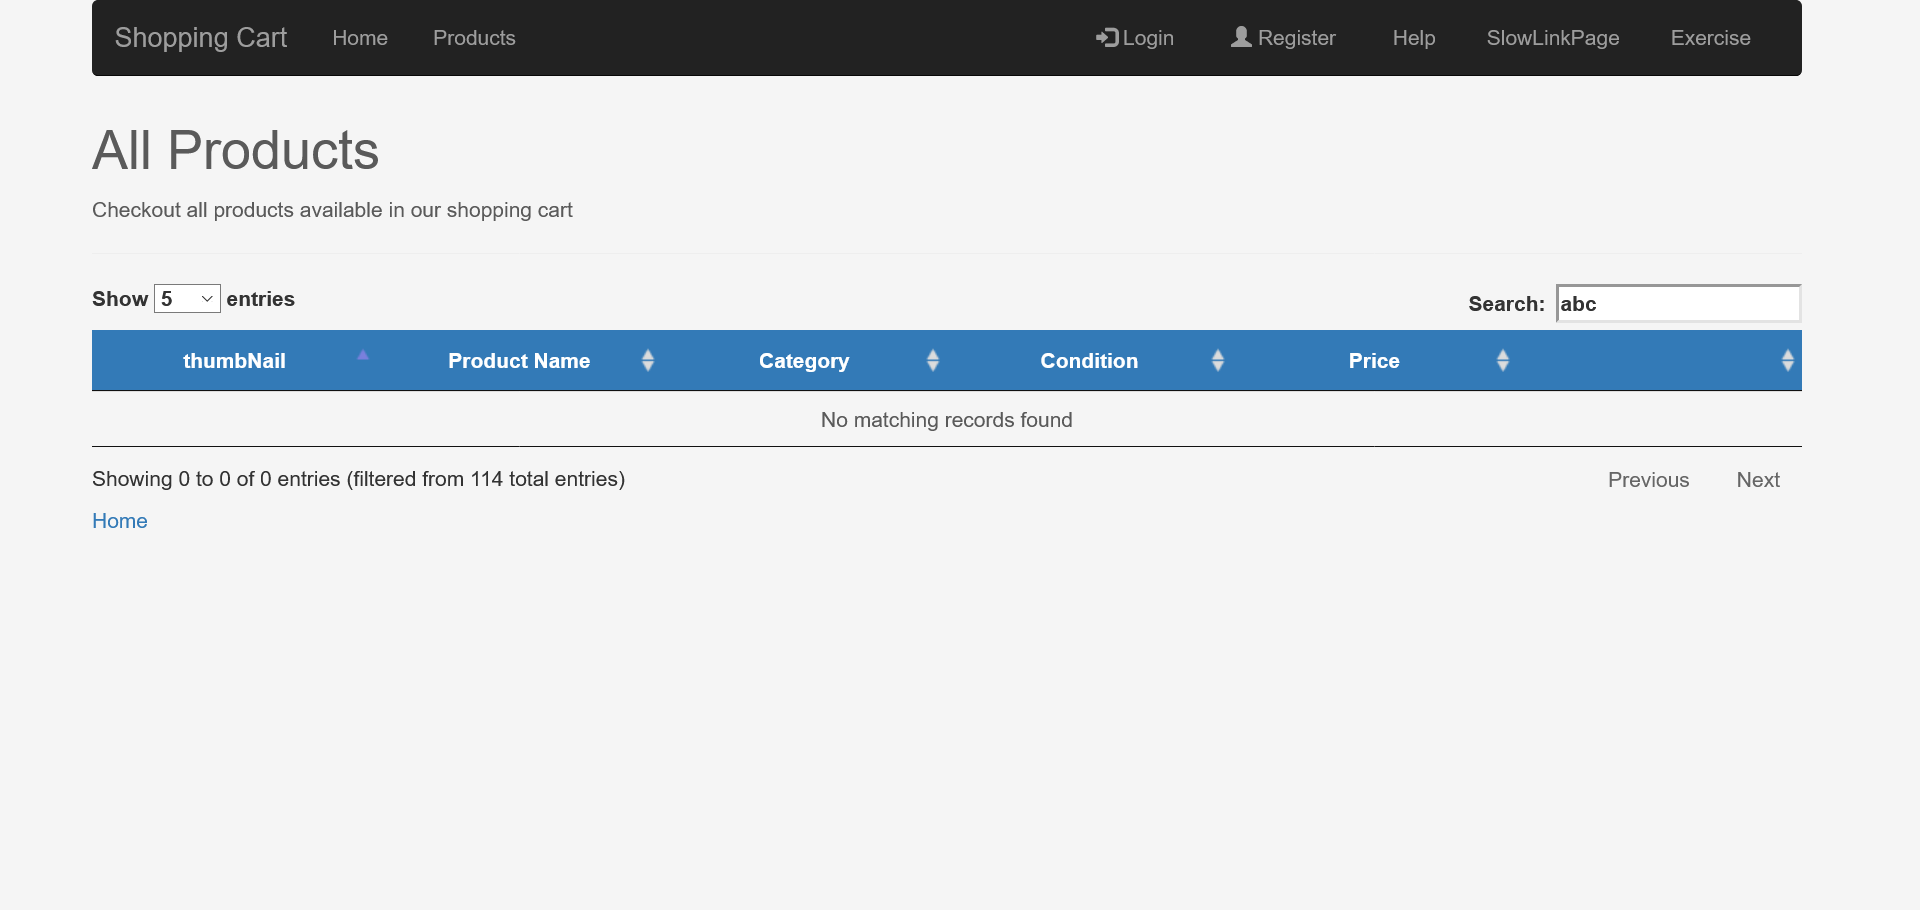 Shopping Cart Home Products Login Register Help SlowLinkPage Exercise
All Products
Checkout all products available in our shopping cart
Show 5 entries Search: abc
thumbNail Product Name Category Condition Price
No matching records found
Showing 0 to 0 of 0 entries (filtered from 114 total entries) Previous Next
Home